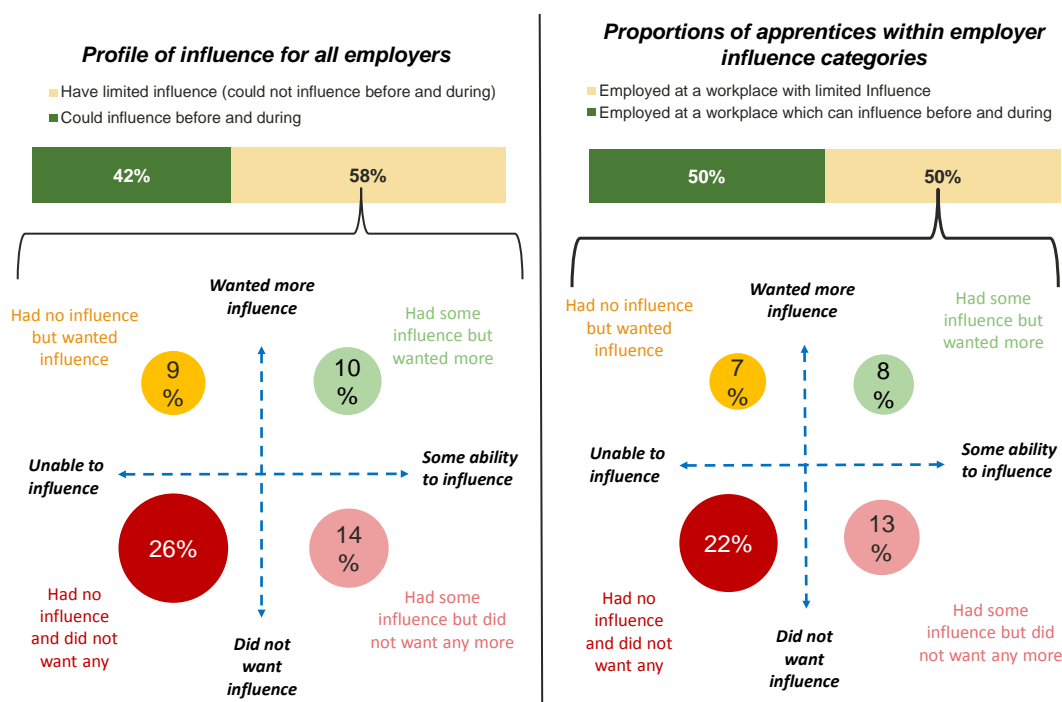 Profile of influence for all employers
Have limited influence (could not influence before and during)
Could influence before and during
42%
58%
Wanted more
influence
Had no influence
but wanted
influence
Had some
influence but
wanted more
9
%
10
%
Unable to
influence
Some ability
to influence
26%
14
%
Had no
influence
and did not
want any
Had some
influence but did
not want any more
Did not
want
influence
Proportions of apprentices within employer
influence categories
Employed at a workplace with limited Influence
Employed at a workplace which can influence before and during
50%
50%
Wanted more
influence
Had no influence
but wanted
influence
Had some
influence but
wanted more
7
%
8
%
Unable to
influence
Some ability
to influence
22%
13
%
Had no
influence
and did not
want any
Had some
influence but did
not want any more
Did not
want
influence